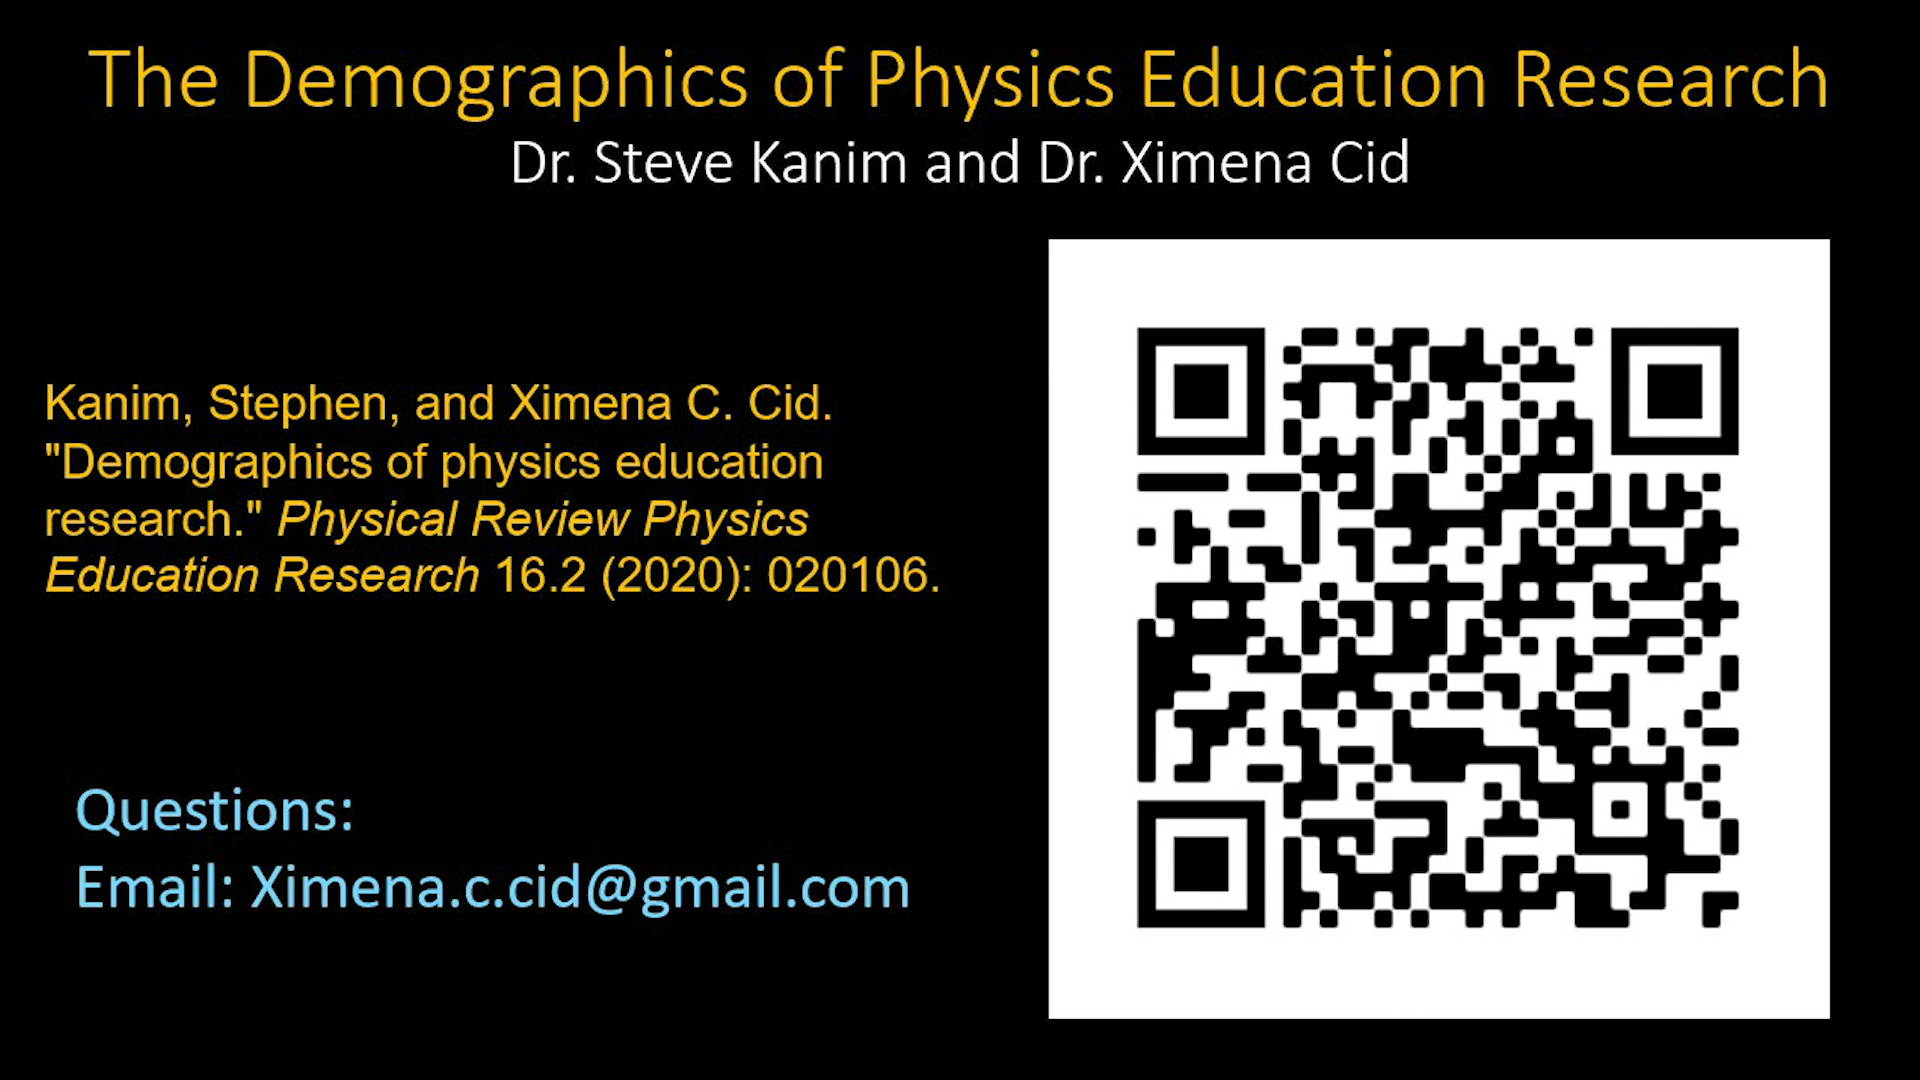 The Demographics of Physics Education Research
Dr. Steve Kanim and Dr. Ximena Cid
Kanim, Stephen, and Ximena C. Cid.
"Demographics of physics education
research." Physical Review Physics
Education Research 16.2 (2020): 020106.
Questions:
Email: Ximena.c.cid@gmail.com